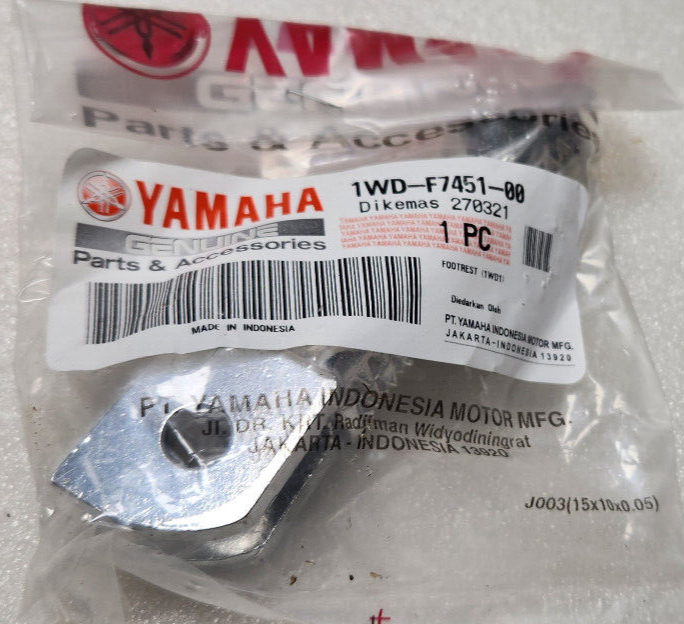 YAMAHA
GENUINE
Parts & Accessories
YAMAHA
GENUINE
Parts & Accessories
MADE IN INDONESIA
1WD-F7451-00
Dikemas 270321
1 PC
FOOTREST (1WD1)
Diedarkan Oleh
PT.YAMAHA INDONESIA MOTOR MFG.
JAKARTA-INDONESIA 13920
PT. YAMAHA INDONESIA MOTOR MFG.
Jl. DR. KRT. Radjiman Widyodiningrat
JAKARTA - INDONESIA 13920
J003(15x10x0.05)